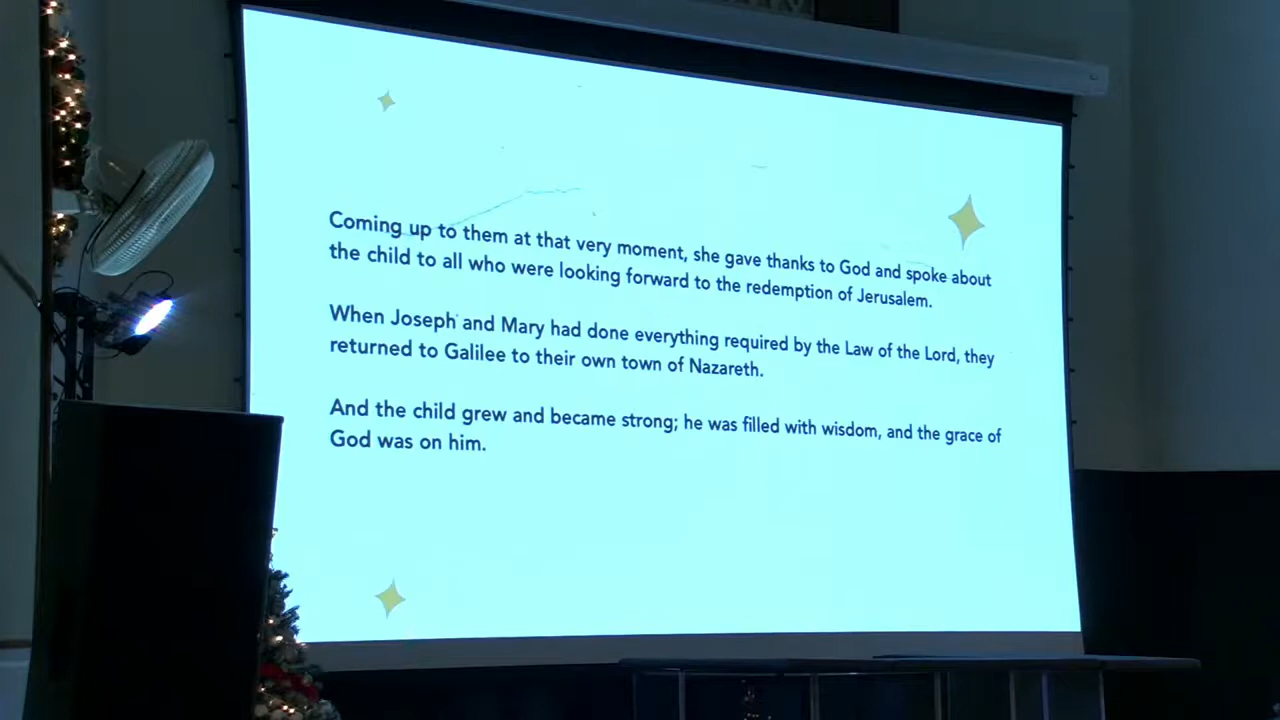 Coming up to them at that very moment, she gave thanks to God and spoke about
the child to all who were looking forward to the redemption of Jerusalem.
When Joseph and Mary had done everything required by the Law of the Lord, they
returned to Galilee to their own town of Nazareth.
And the child grew and became strong; he was filled with wisdom, and the grace of
God was on him.